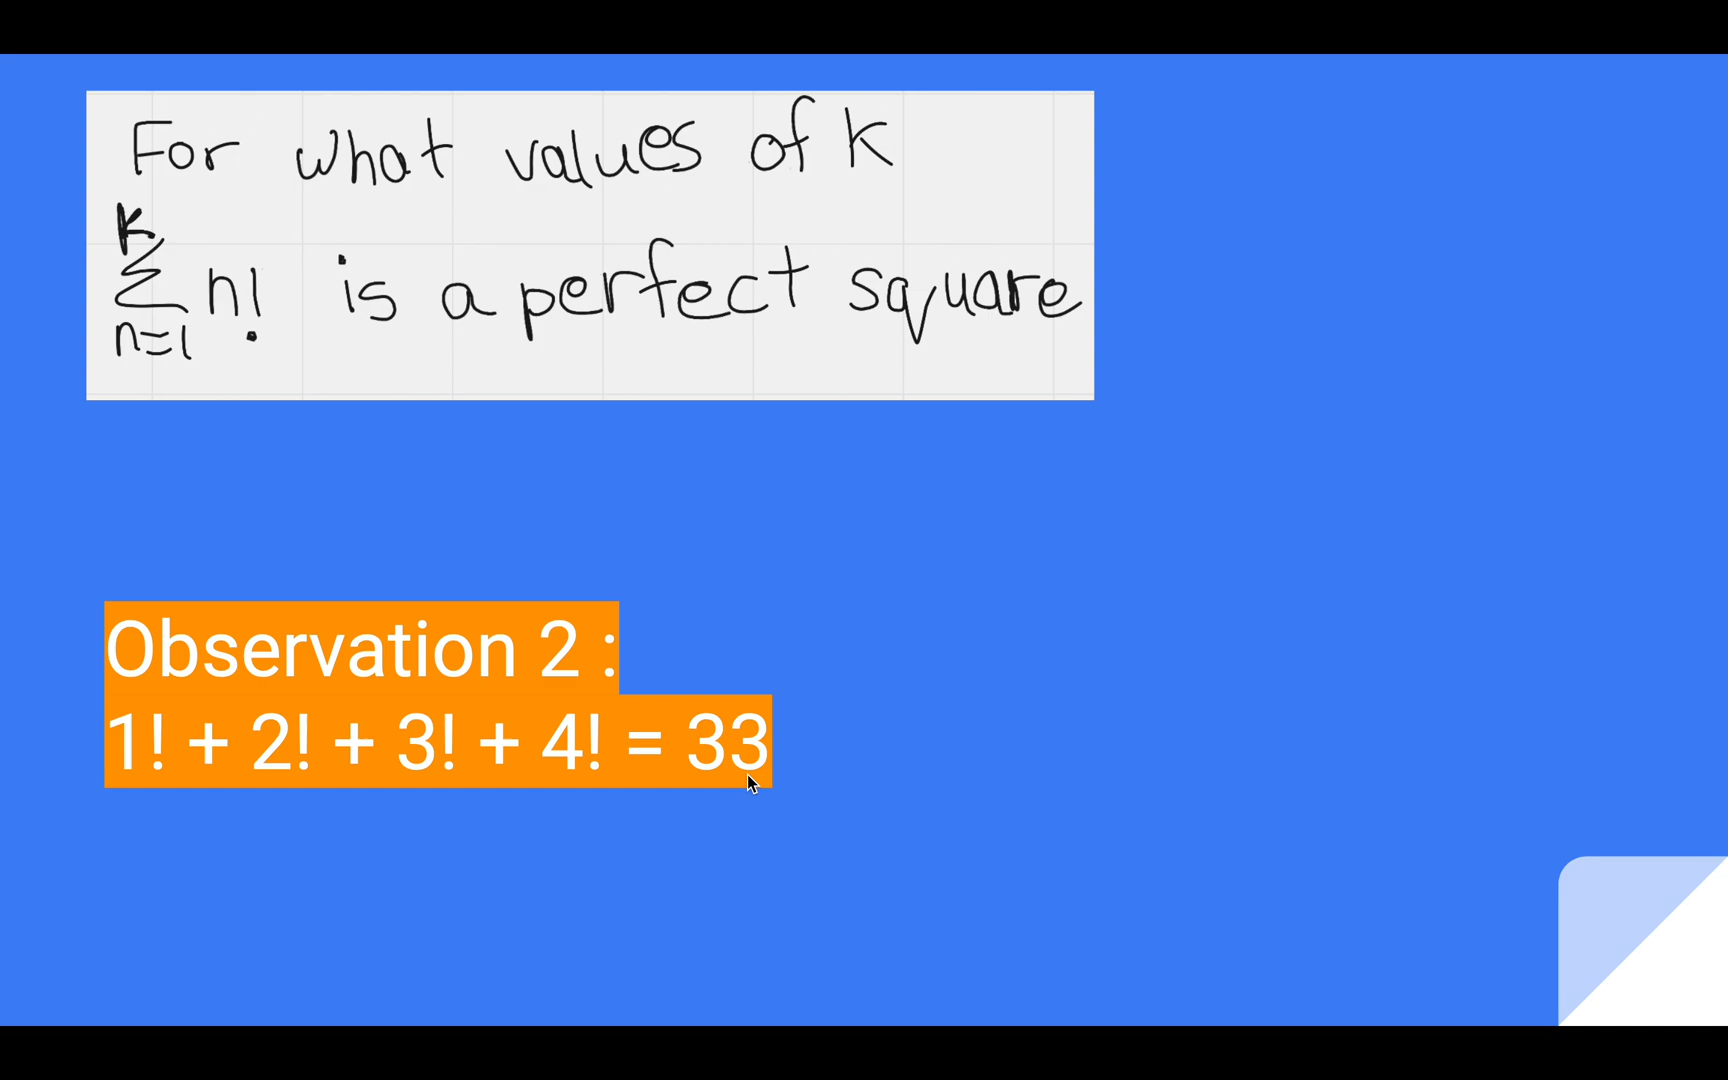 For what values of k
k
∑ n! is a perfect square
n=1
Observation 2 :
1! + 2! + 3! + 4! = 33